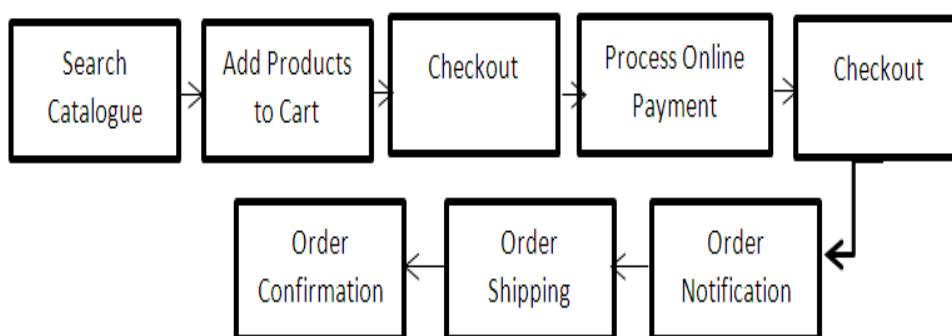 Search
Catalogue
Add Products
to Cart
Checkout
Process Online
Payment
Checkout
Order
Confirmation
Order
Shipping
Order
Notification